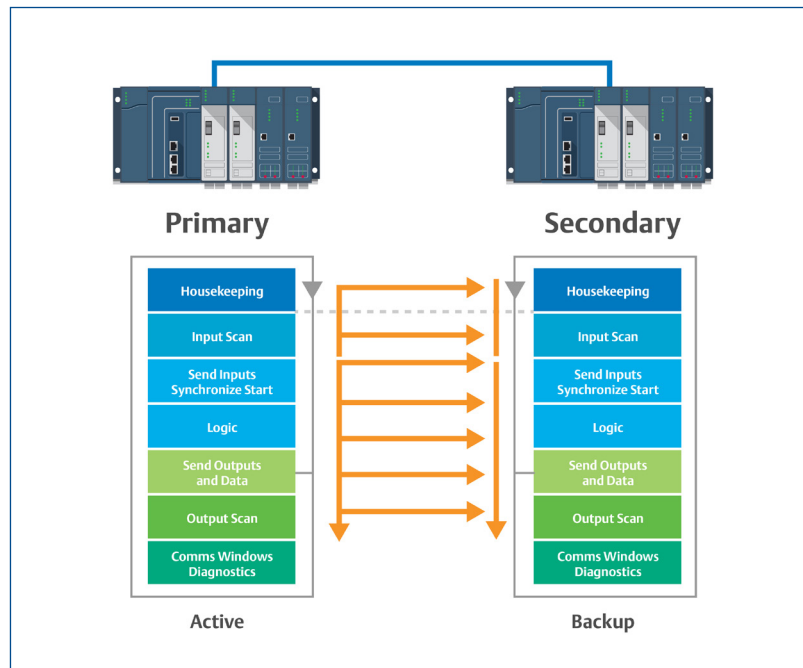 Primary
Secondary
Housekeeping
Housekeeping
Input Scan
Input Scan
Send Inputs
Synchronize Start
Send Inputs
Synchronize Start
Logic
Logic
Send Outputs
and Data
Send Outputs
and Data
Output Scan
Output Scan
Comms Windows
Diagnostics
Comms Windows
Diagnostics
Active
Backup